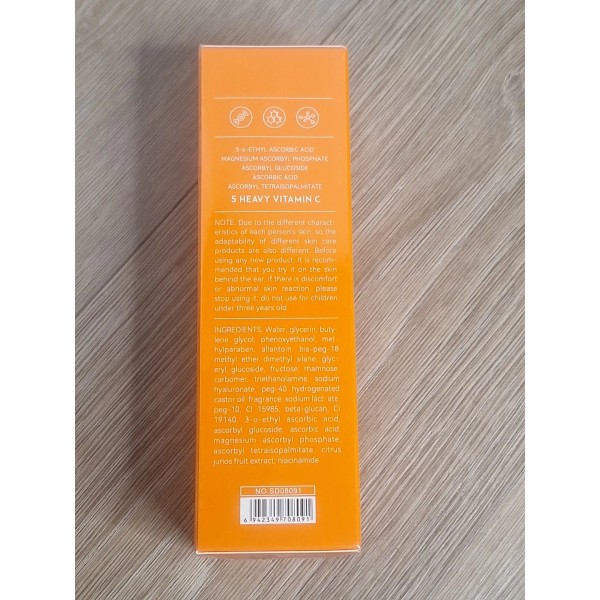 3-o-ETHYL ASCORBIC ACID
MAGNESIUM ASCORBYL PHOSPHATE
ASCORBYL GLUCOSIDE
ASCORBIC ACID
ASCORBYL TETRAISOPALMITATE
5 HEAVY VITAMIN C
NOTE: Due to the different charact-
eristics of each person's skin, so the
adaptability of different skin care
products are also different. Before
using any new product, it is recom-
mended that you try it on the skin
behind the ear, if there is discomfort
or abnormal skin reaction, please
stop using it, do not use for children
under three years old.
INGREDIENTS: Water, glycerin, buty-
lene glycol, phenoxyethanol, met-
hylparaben, allantoin, bis-peg-18
methyl ether dimethyl silane, glyc-
eryl glucoside, fructose, rhamnose,
carbomer, triethanolamine, sodium
hyaluronate, peg-40 hydrogenated
castor oil, fragrance, sodium lact-ate,
peg-10, CI 15985, beta-glucan, CI
19140, 3-o-ethyl ascorbic acid,
ascorbyl glucoside, ascorbic acid,
magnesium ascorbyl phosphate,
ascorbyl tetraisopalmitate, citrus
junos fruit extract, niacinamide
NO.SD08091
6 942349 708091